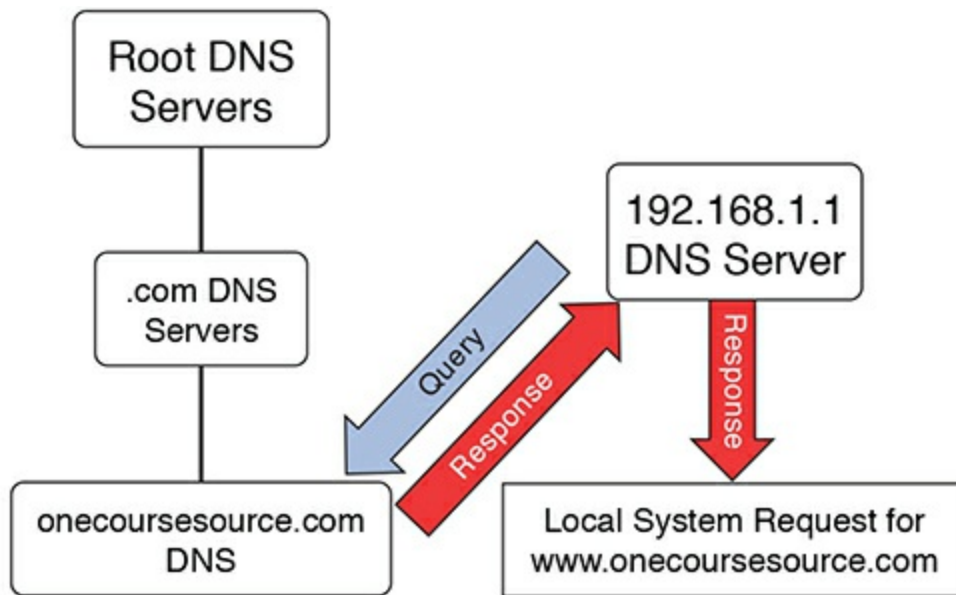 Root DNS
Servers
192.168.1.1
DNS Server
.com DNS
Servers
Query
Response
Response
onecoursesource.com
DNS
Local System Request for
www.onecoursesource.com